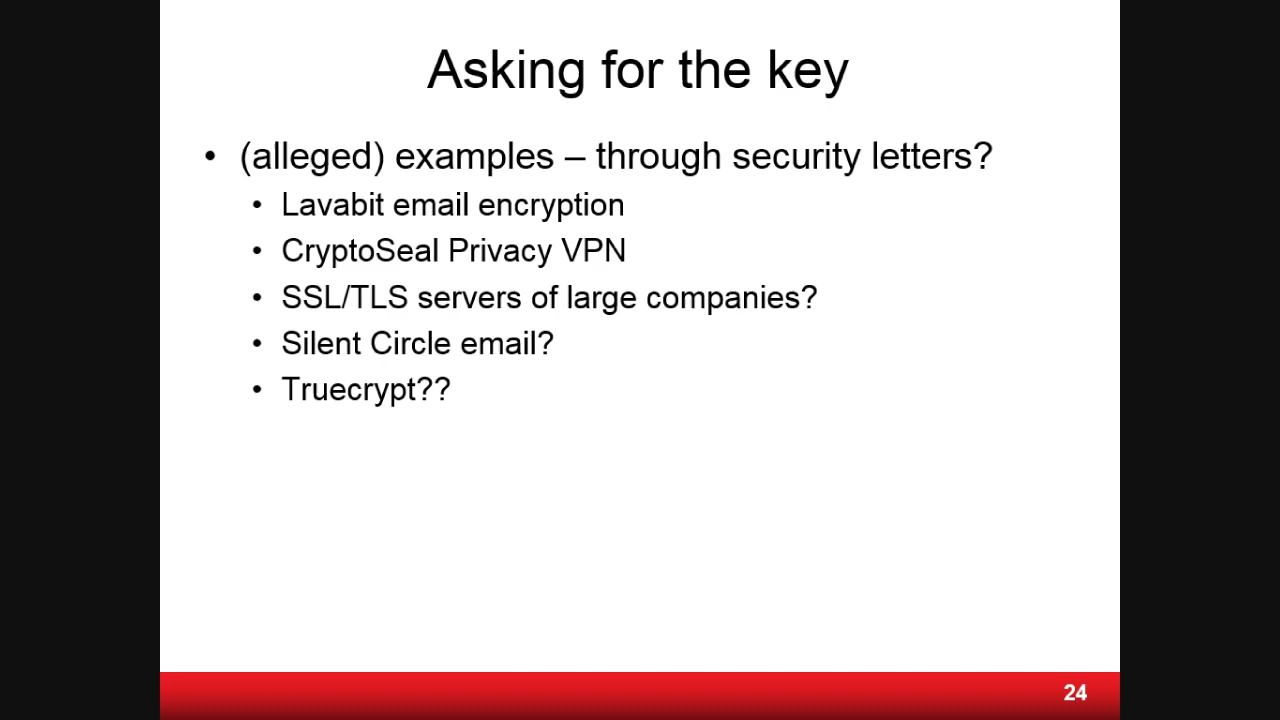 Asking for the key
• (alleged) examples – through security letters?
• Lavabit email encryption
• CryptoSeal Privacy VPN
• SSL/TLS servers of large companies?
• Silent Circle email?
• Truecrypt??
24